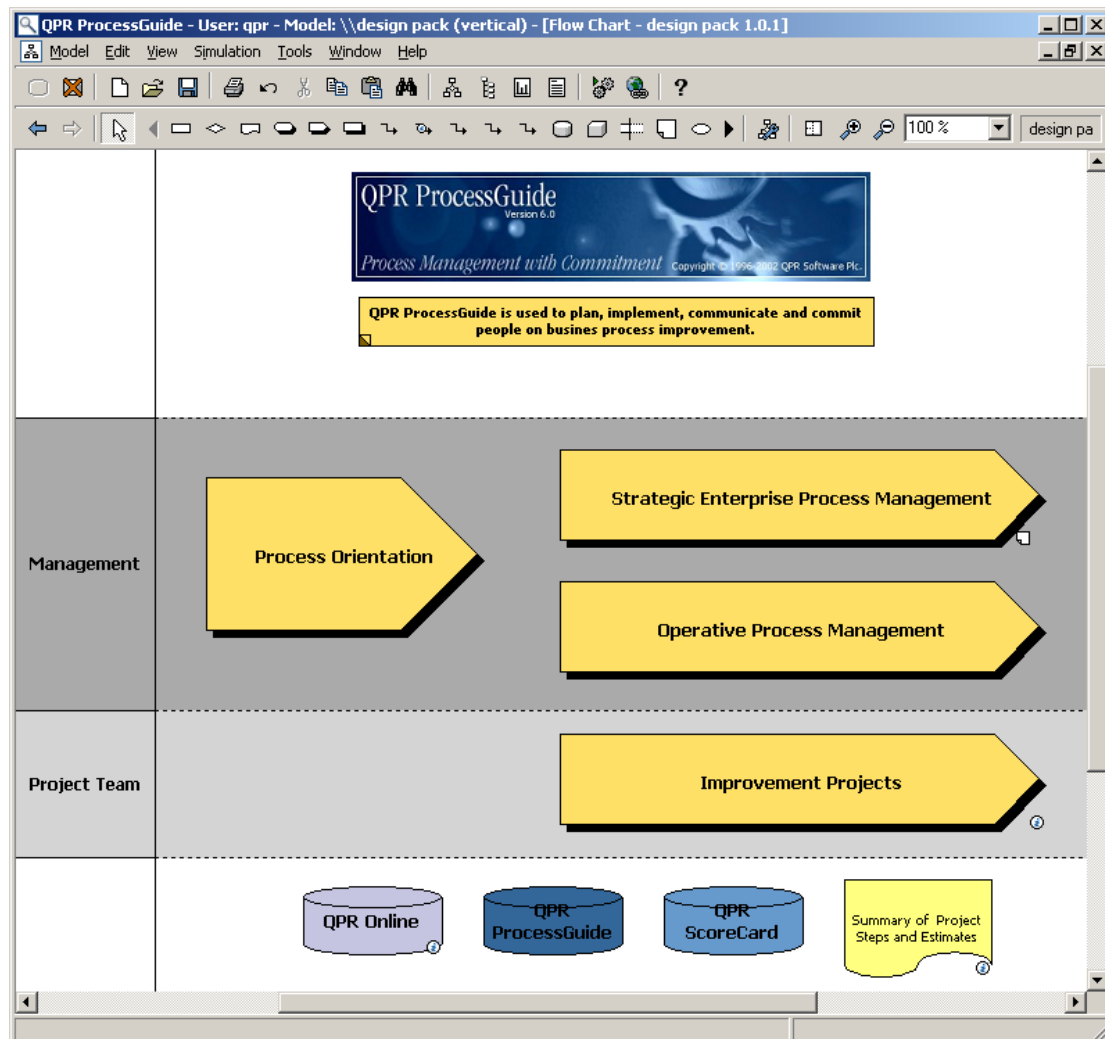 QPR ProcessGuide - User: qpr - Model: \\design pack (vertical) - [Flow Chart - design pack 1.0.1]
Model Edit View Simulation Tools Window Help
100 %
design pa
QPR ProcessGuide
Version 6.0
Process Management with Commitment
Copyright © 1996-2002 QPR Software Plc.
QPR ProcessGuide is used to plan, implement, communicate and commit
people on busines process improvement.
Management
Process Orientation
Strategic Enterprise Process Management
Operative Process Management
Project Team
Improvement Projects
QPR Online
QPR
ProcessGuide
QPR
ScoreCard
Summary of Project
Steps and Estimates